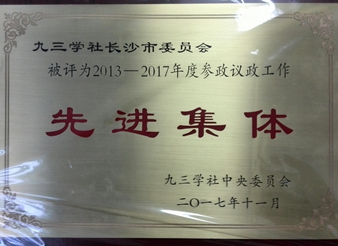 九三学社长沙市委员会
被评为2013—2017年度参政议政工作
先进集体
九三学社中央委员会
二〇一七年十一月